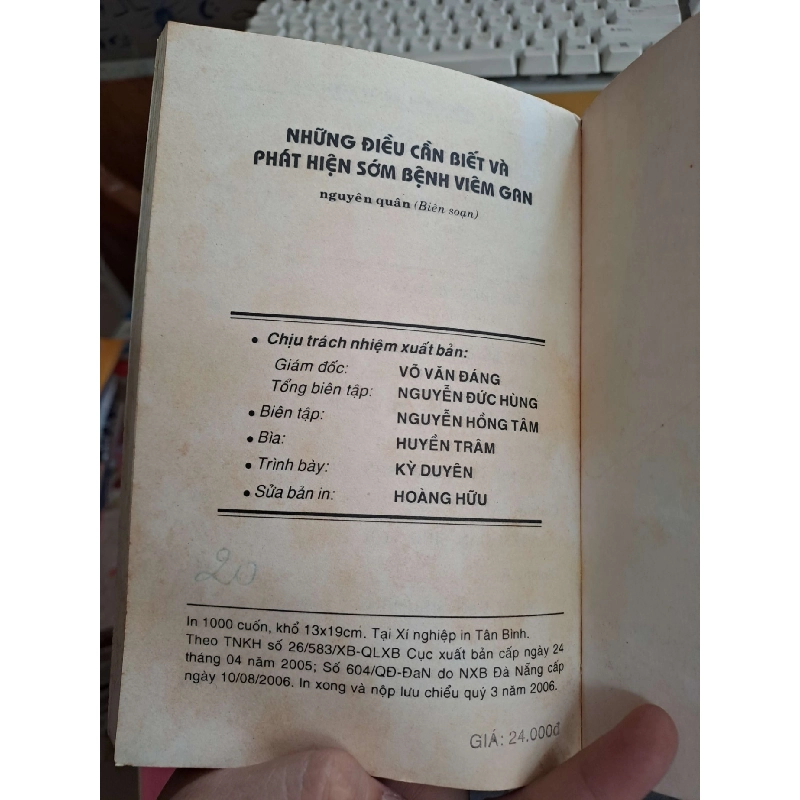 NHỮNG ĐIỀU CẦN BIẾT VÀ
PHÁT HIỆN SỚM BỆNH VIÊM GAN
nguyên quân (Biên soạn)
• Chịu trách nhiệm xuất bản:
Giám đốc: VÕ VĂN ĐÁNG
Tổng biên tập: NGUYỄN ĐỨC HÙNG
• Biên tập: NGUYỄN HỒNG TÂM
• Bìa: HUYỀN TRÂM
• Trình bày: KỲ DUYÊN
• Sửa bản in: HOÀNG HỮU
20
In 1000 cuốn, khổ 13x19cm. Tại Xí nghiệp in Tân Bình.
Theo TNKH số 26/583/XB-QLXB Cục xuất bản cấp ngày 24
tháng 04 năm 2005; Số 604/QĐ-ĐaN do NXB Đà Nẵng cấp
ngày 10/08/2006. In xong và nộp lưu chiểu quý 3 năm 2006.
GIÁ: 24.000đ